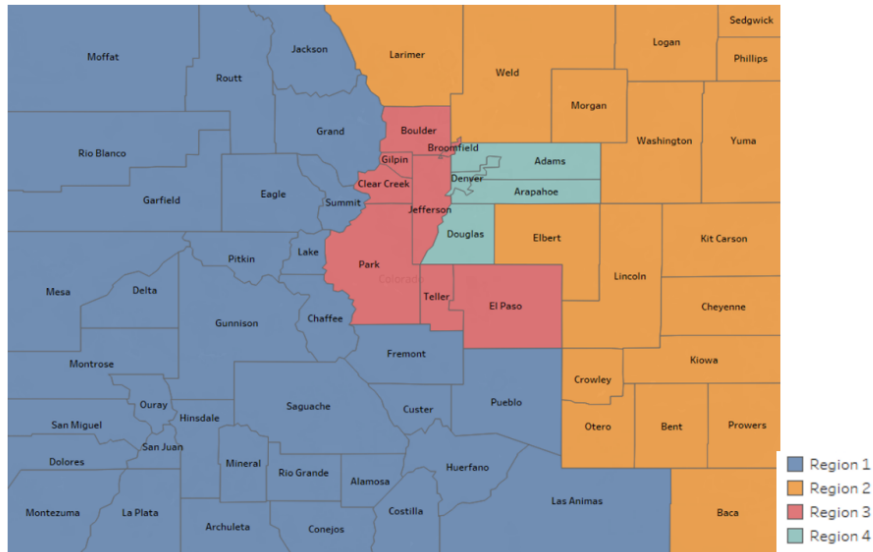 Sedgwick
Moffat
Jackson
Larimer
Logan
Phillips
Routt
Weld
Morgan
Grand
Boulder
Washington
Yuma
Rio Blanco
Broomfield
Gilpin
Adams
Denver
Clear Creek
Arapahoe
Garfield
Eagle
Summit
Jefferson
Douglas
Elbert
Kit Carson
Pitkin
Lake
Park
Lincoln
Colorado
Mesa
Delta
Teller
El Paso
Cheyenne
Gunnison
Chaffee
Montrose
Fremont
Kiowa
Crowley
Ouray
Hinsdale
Saguache
Custer
Pueblo
San Miguel
Otero
Bent
Prowers
San Juan
Dolores
Mineral
Rio Grande
Alamosa
Huerfano
Region 1
Region 2
Las Animas
Montezuma
La Plata
Archuleta
Conejos
Costilla
Baca
Region 3
Region 4